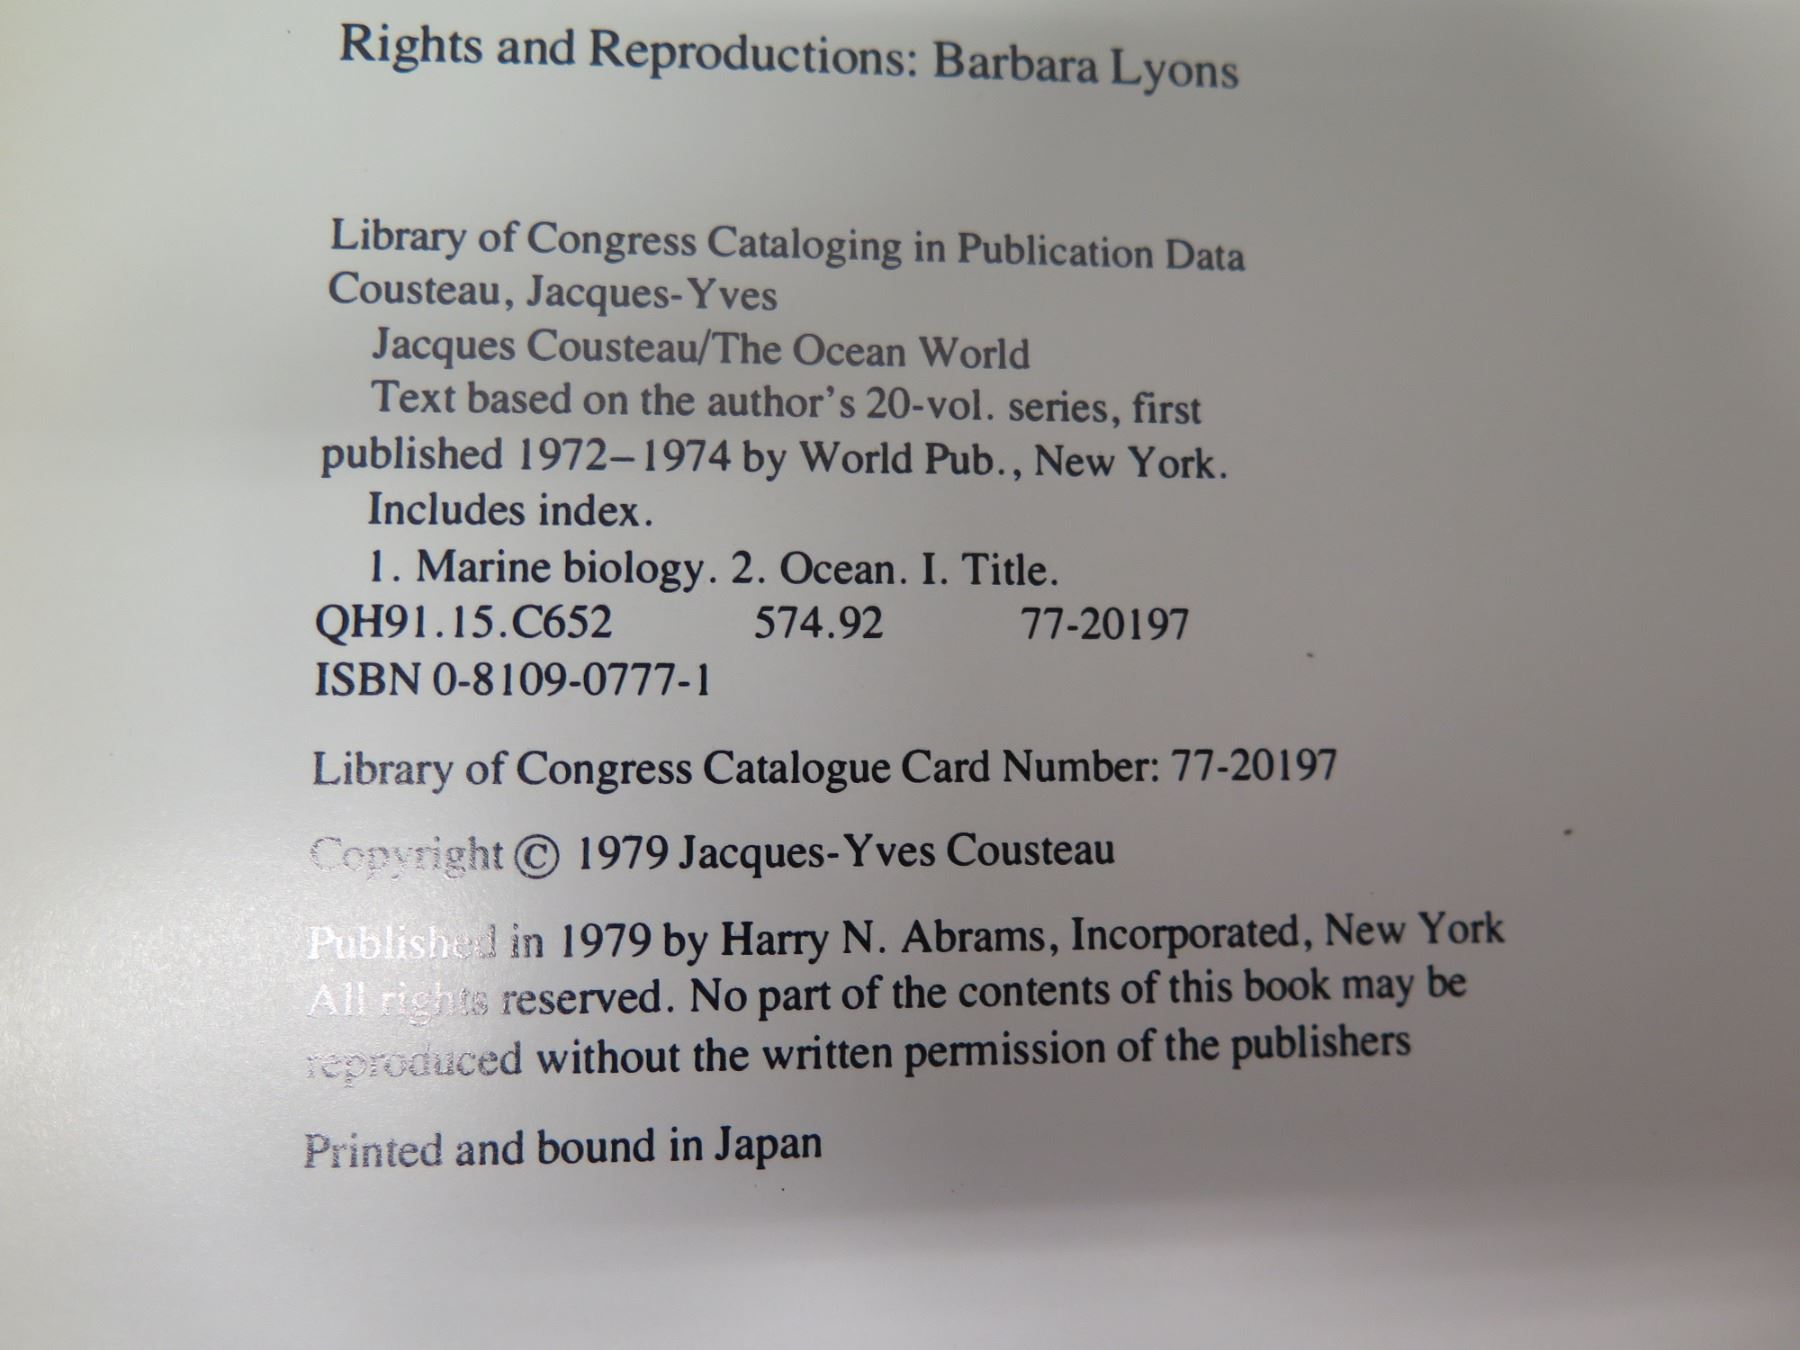 Rights and Reproductions: Barbara Lyons
Library of Congress Cataloging in Publication Data
Cousteau, Jacques-Yves
Jacques Cousteau/The Ocean World
Text based on the author's 20-vol. series, first
published 1972–1974 by World Pub., New York.
Includes index.
1. Marine biology. 2. Ocean. I. Title.
QH91.15.C652 574.92 77-20197
ISBN 0-8109-0777-1
Library of Congress Catalogue Card Number: 77-20197
Copyright © 1979 Jacques-Yves Cousteau
Published in 1979 by Harry N. Abrams, Incorporated, New York
All rights reserved. No part of the contents of this book may be
reproduced without the written permission of the publishers
Printed and bound in Japan